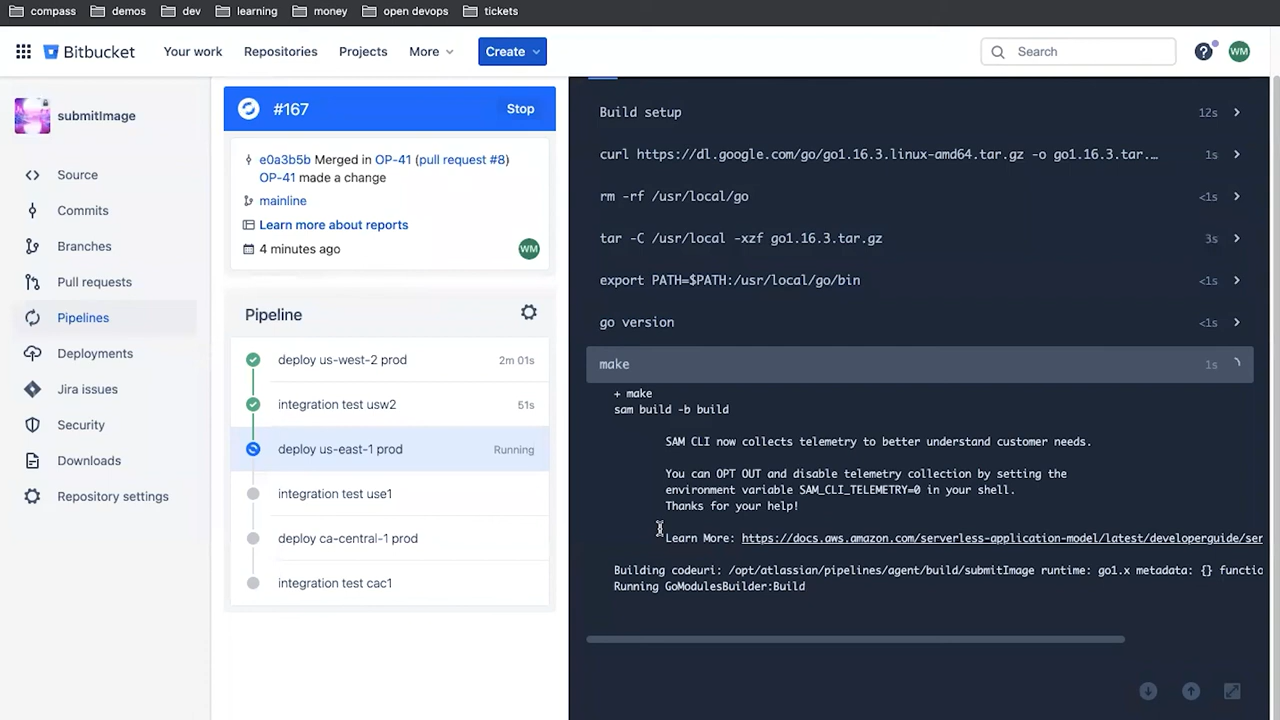 compass demos dev learning money open devops tickets
Bitbucket Your work Repositories Projects More Create Search WM
submitImage
Source
Commits
Branches
Pull requests
Pipelines
Deployments
Jira issues
Security
Downloads
Repository settings
#167 Stop
e0a3b5b Merged in OP-41 (pull request #8)
OP-41 made a change
mainline
Learn more about reports
4 minutes ago WM
Pipeline
deploy us-west-2 prod 2m 01s
integration test usw2 51s
deploy us-east-1 prod Running
integration test use1
deploy ca-central-1 prod
integration test cac1
Build setup 12s
curl https://dl.google.com/go/go1.16.3.linux-amd64.tar.gz -o go1.16.3.tar.… 1s
rm -rf /usr/local/go <1s
tar -C /usr/local -xzf go1.16.3.tar.gz 3s
export PATH=$PATH:/usr/local/go/bin <1s
go version <1s
make 1s
+ make
sam build -b build
SAM CLI now collects telemetry to better understand customer needs.
You can OPT OUT and disable telemetry collection by setting the
environment variable SAM_CLI_TELEMETRY=0 in your shell.
Thanks for your help!
Learn More: https://docs.aws.amazon.com/serverless-application-model/latest/developerguide/ser
Building codeuri: /opt/atlassian/pipelines/agent/build/submitImage runtime: go1.x metadata: {} functio
Running GoModulesBuilder:Build